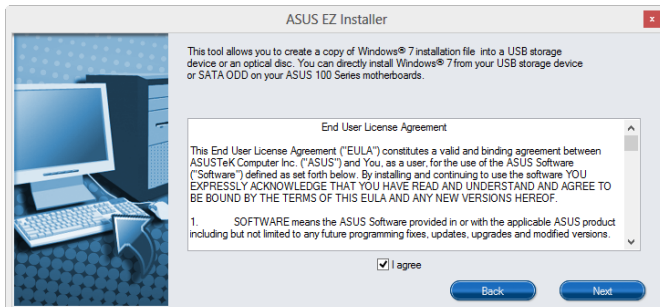 ASUS EZ Installer
x
This tool allows you to create a copy of Windows® 7 installation file into a USB storage
device or an optical disc. You can directly install Windows® 7 from your USB storage device
or SATA ODD on your ASUS 100 Series motherboards.
End User License Agreement
This End User License Agreement ("EULA") constitutes a valid and binding agreement between
ASUSTeK Computer Inc. ("ASUS") and You, as a user, for the use of the ASUS Software
("Software") defined as set forth below. By installing and continuing to use the software YOU
EXPRESSLY ACKNOWLEDGE THAT YOU HAVE READ AND UNDERSTAND AND AGREE TO
BE BOUND BY THE TERMS OF THIS EULA AND ANY NEW VERSIONS HEREOF.
1. SOFTWARE means the ASUS Software provided in or with the applicable ASUS product
including but not limited to any future programming fixes, updates, upgrades and modified versions.
I agree
Back Next